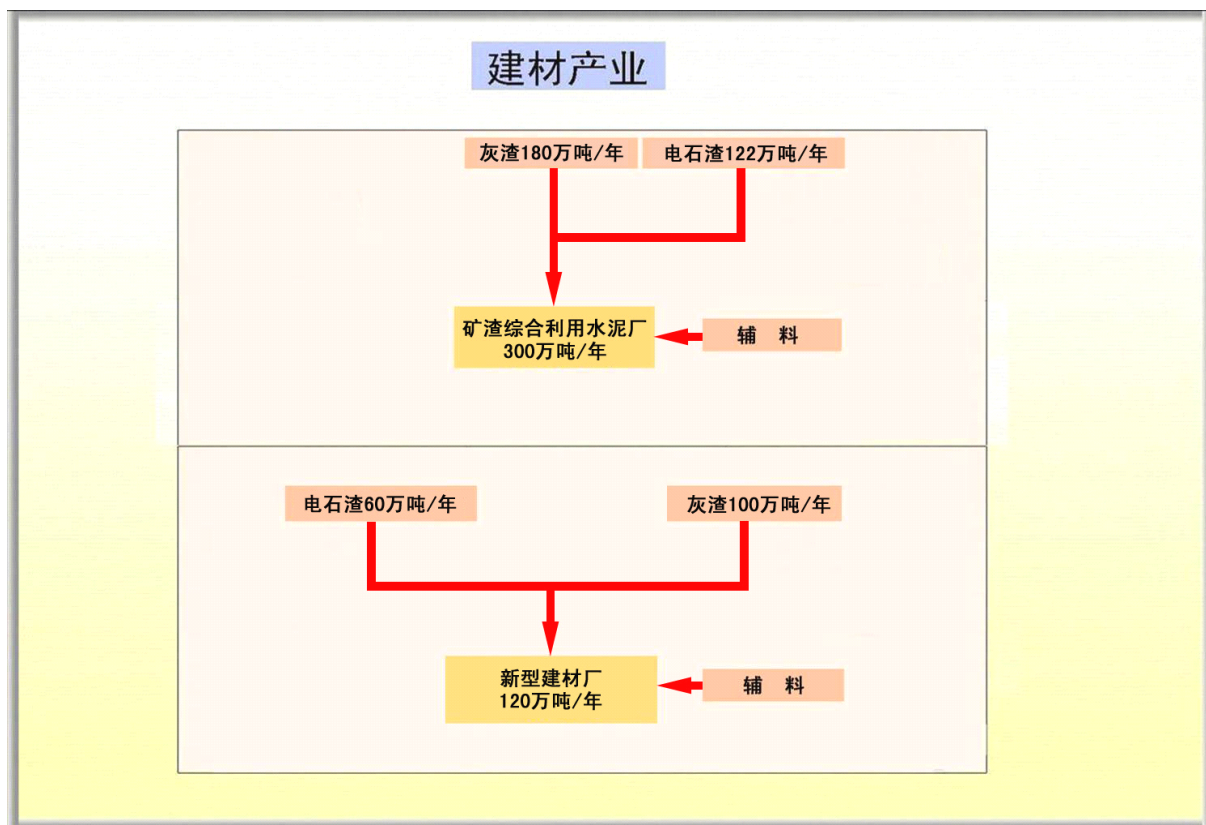 建材产业
灰渣180万吨/年
电石渣122万吨/年
矿渣综合利用水泥厂
300万吨/年
辅 料
电石渣60万吨/年
灰渣100万吨/年
新型建材厂
120万吨/年
辅 料